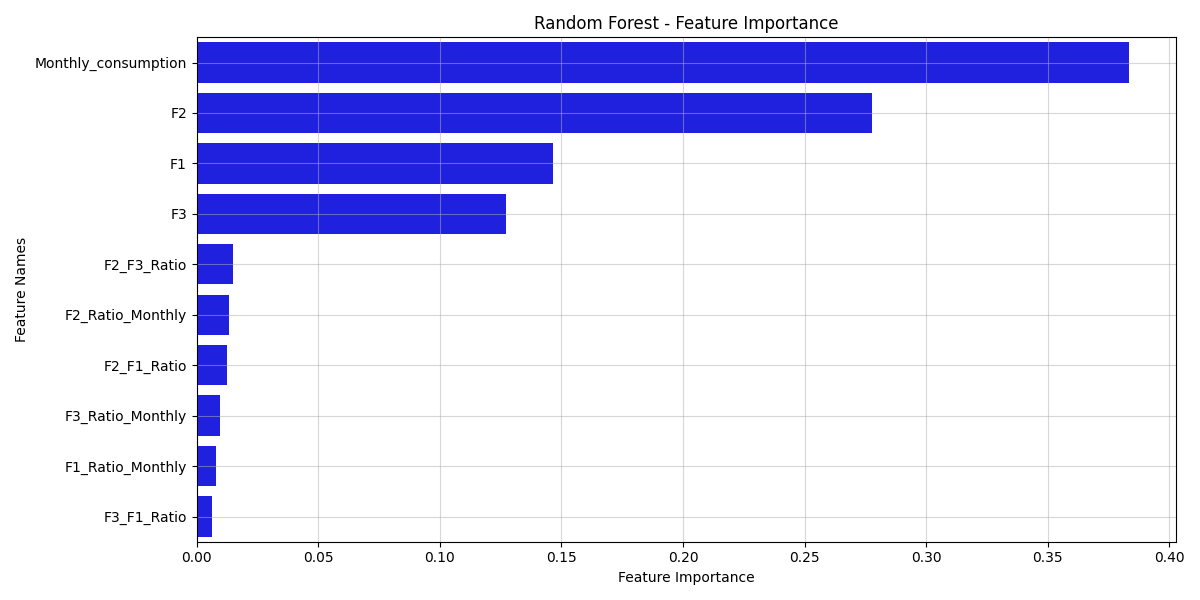 Random Forest - Feature Importance
Monthly_consumption
F2
F1
F3
F2_F3_Ratio
F2_Ratio_Monthly
F2_F1_Ratio
F3_Ratio_Monthly
F1_Ratio_Monthly
F3_F1_Ratio
Feature Names
0.00 0.05 0.10 0.15 0.20 0.25 0.30 0.35 0.40
Feature Importance